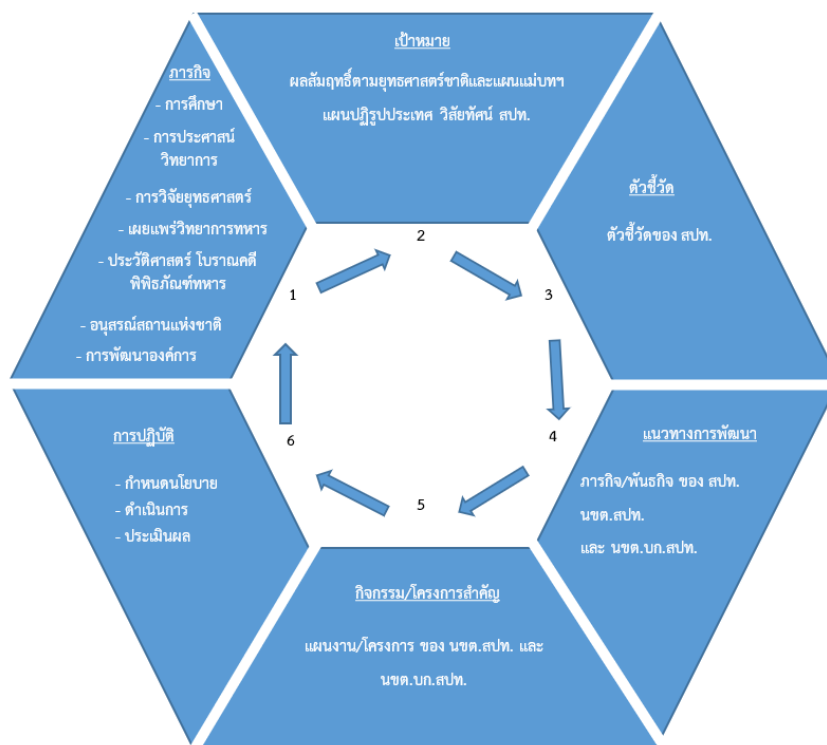 ภารกิจ
- การศึกษา
- การประศาสน์
วิทยาการ
- การวิจัยยุทธศาสตร์
- เผยแพร่วิทยาการทหาร
- ประวัติศาสตร์ โบราณคดี
พิพิธภัณฑ์ทหาร
- อนุสรณ์สถานแห่งชาติ
- การพัฒนาองค์การ
1
เป้าหมาย
ผลสัมฤทธิ์ตามยุทธศาสตร์ชาติและแผนแม่บทฯ
แผนปฏิรูปประเทศ วิสัยทัศน์ สปท.
2
ตัวชี้วัด
ตัวชี้วัดของ สปท.
3
แนวทางการพัฒนา
ภารกิจ/พันธกิจ ของ สปท.
นขต.สปท.
และ นขต.บก.สปท.
4
กิจกรรม/โครงการสำคัญ
แผนงาน/โครงการ ของ นขต.สปท. และ
นขต.บก.สปท.
5
การปฏิบัติ
- กำหนดนโยบาย
- ดำเนินการ
- ประเมินผล
6